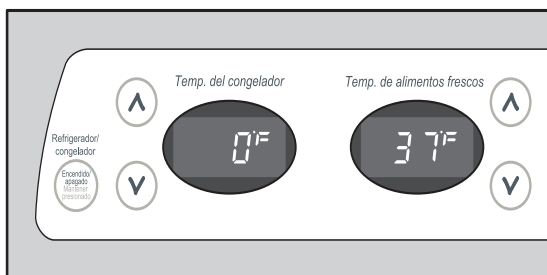 Temp. del congelador
Temp. de alimentos frescos
Refrigerador/
congelador
Encendido/
apagado
Mantener
presionado
0°F
37°F